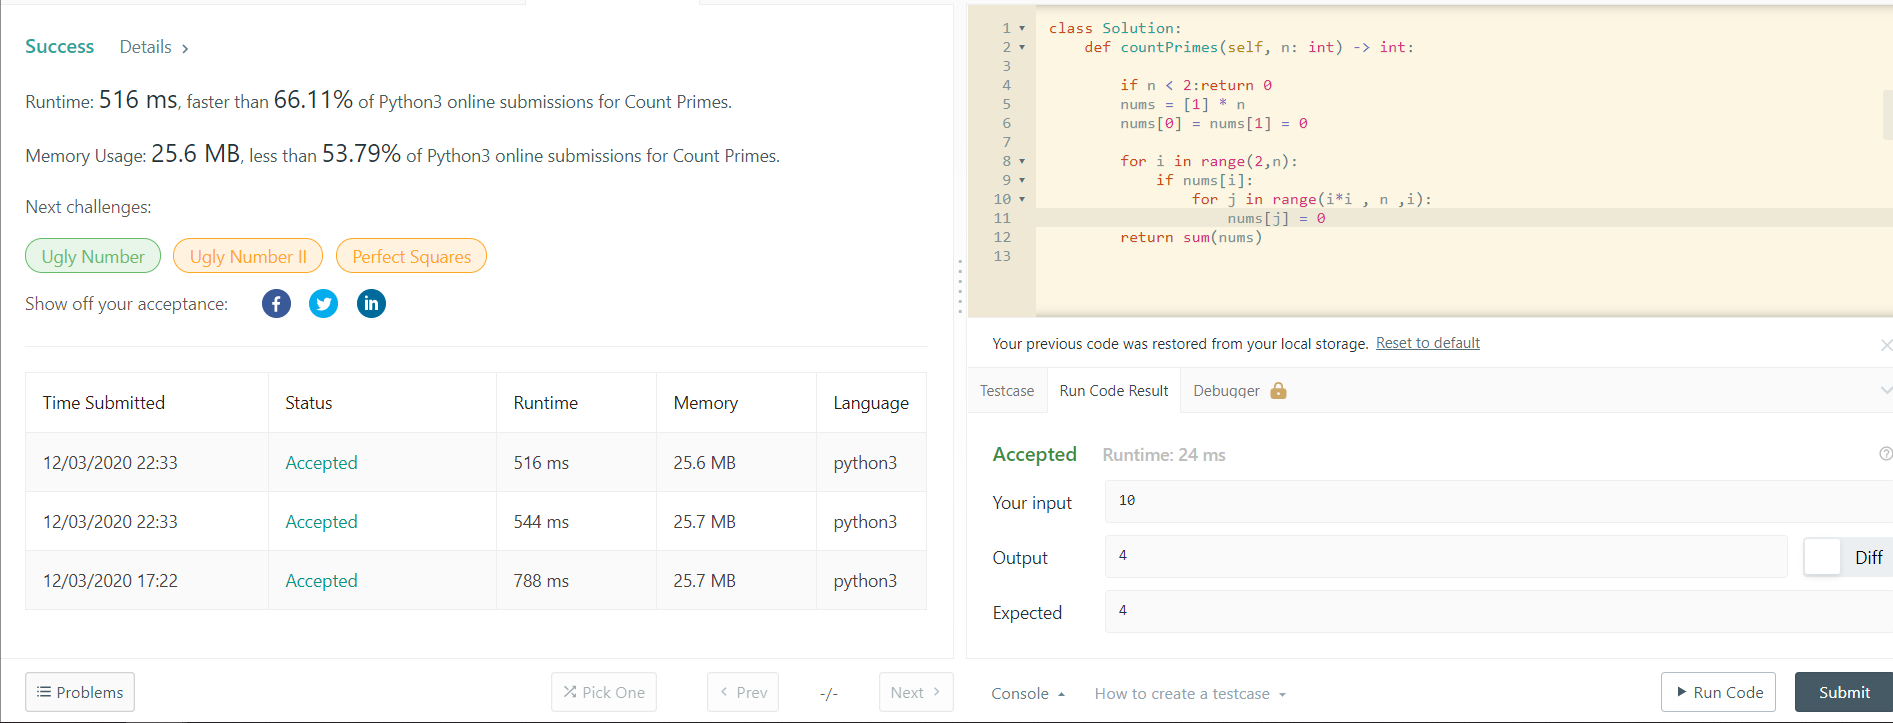 Success Details >
Runtime: 516 ms, faster than 66.11% of Python3 online submissions for Count Primes.
Memory Usage: 25.6 MB, less than 53.79% of Python3 online submissions for Count Primes.
Next challenges:
Ugly Number Ugly Number II Perfect Squares
Show off your acceptance: f in
Time Submitted Status Runtime Memory Language
12/03/2020 22:33 Accepted 516 ms 25.6 MB python3
12/03/2020 22:33 Accepted 544 ms 25.7 MB python3
12/03/2020 17:22 Accepted 788 ms 25.7 MB python3
Problems Pick One < Prev -/- Next >
1 class Solution:
2     def countPrimes(self, n: int) -> int:
3
4         if n < 2:return 0
5         nums = [1] * n
6         nums[0] = nums[1] = 0
7
8         for i in range(2,n):
9             if nums[i]:
10                 for j in range(i*i , n ,i):
11                     nums[j] = 0
12         return sum(nums)
13
Your previous code was restored from your local storage. Reset to default
Testcase Run Code Result Debugger
Accepted Runtime: 24 ms
Your input 10
Output 4 Diff
Expected 4
Console How to create a testcase Run Code Submit